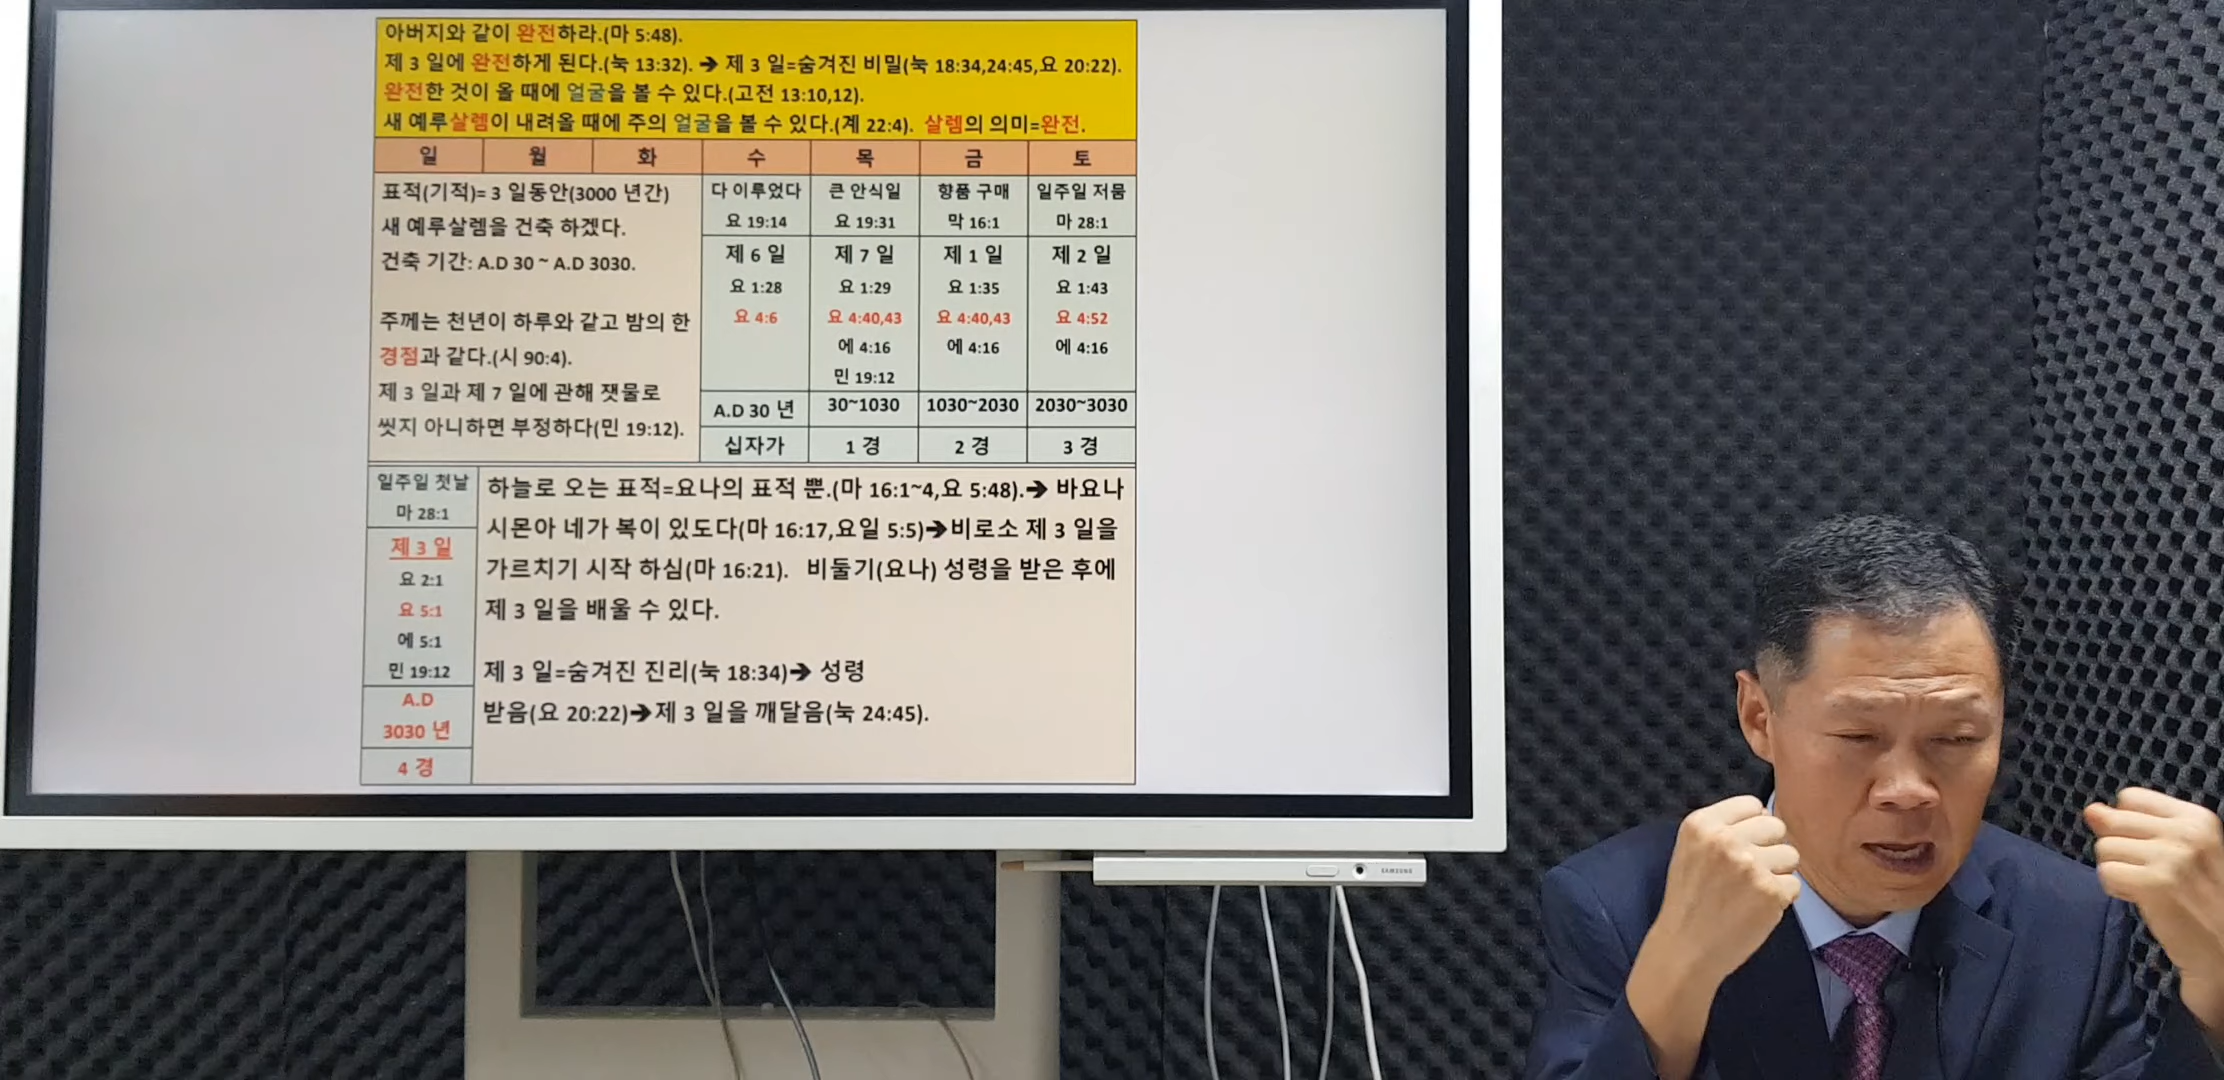 아버지와 같이 완전하라.(마 5:48).
제 3 일에 완전하게 된다.(눅 13:32). ➔ 제 3 일=숨겨진 비밀(눅 18:34,24:45,요 20:22).
완전한 것이 올 때에 얼굴을 볼 수 있다.(고전 13:10,12).
새 예루살렘이 내려올 때에 주의 얼굴을 볼 수 있다.(계 22:4). 살렘의 의미=완전.
일 월 화 수 목 금 토
표적(기적)= 3 일동안(3000 년간)
새 예루살렘을 건축 하겠다.
건축 기간: A.D 30 ~ A.D 3030.
주께는 천년이 하루와 같고 밤의 한
경점과 같다.(시 90:4).
제 3 일과 제 7 일에 관해 잿물로
씻지 아니하면 부정하다(민 19:12).
다 이루었다
요 19:14
제 6 일
요 1:28
요 4:6
A.D 30 년
십자가
큰 안식일
요 19:31
제 7 일
요 1:29
요 4:40,43
에 4:16
민 19:12
30~1030
1 경
향품 구매
막 16:1
제 1 일
요 1:35
요 4:40,43
에 4:16
1030~2030
2 경
일주일 저뭄
마 28:1
제 2 일
요 1:43
요 4:52
에 4:16
2030~3030
3 경
일주일 첫날
마 28:1
제 3 일
요 2:1
요 5:1
에 5:1
민 19:12
A.D
3030 년
4 경
하늘로 오는 표적=요나의 표적 뿐.(마 16:1~4,요 5:48).➔ 바요나
시몬아 네가 복이 있도다(마 16:17,요일 5:5)➔비로소 제 3 일을
가르치기 시작 하심(마 16:21). 비둘기(요나) 성령을 받은 후에
제 3 일을 배울 수 있다.
제 3 일=숨겨진 진리(눅 18:34)➔ 성령
받음(요 20:22)➔제 3 일을 깨달음(눅 24:45).
SAMSUNG